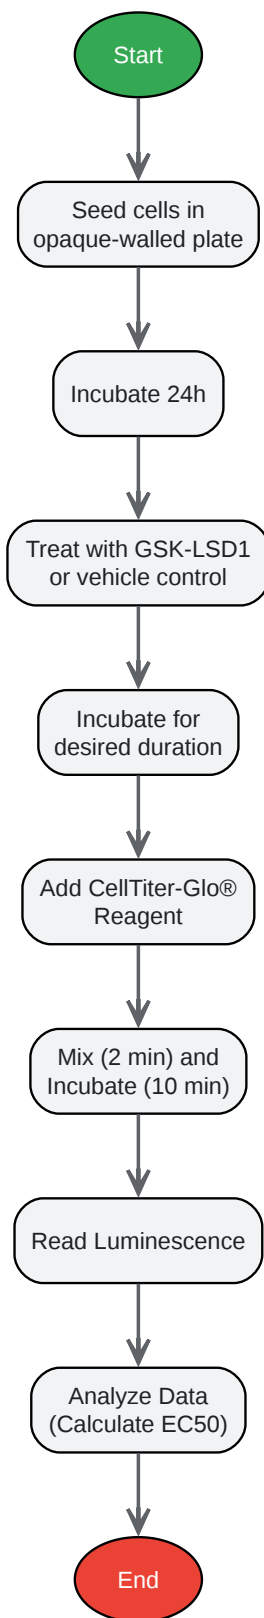 Start
Seed cells in
opaque-walled plate
Incubate 24h
Treat with GSK-LSD1
or vehicle control
Incubate for
desired duration
Add CellTiter-Glo®
Reagent
Mix (2 min) and
Incubate (10 min)
Read Luminescence
Analyze Data
(Calculate EC50)
End